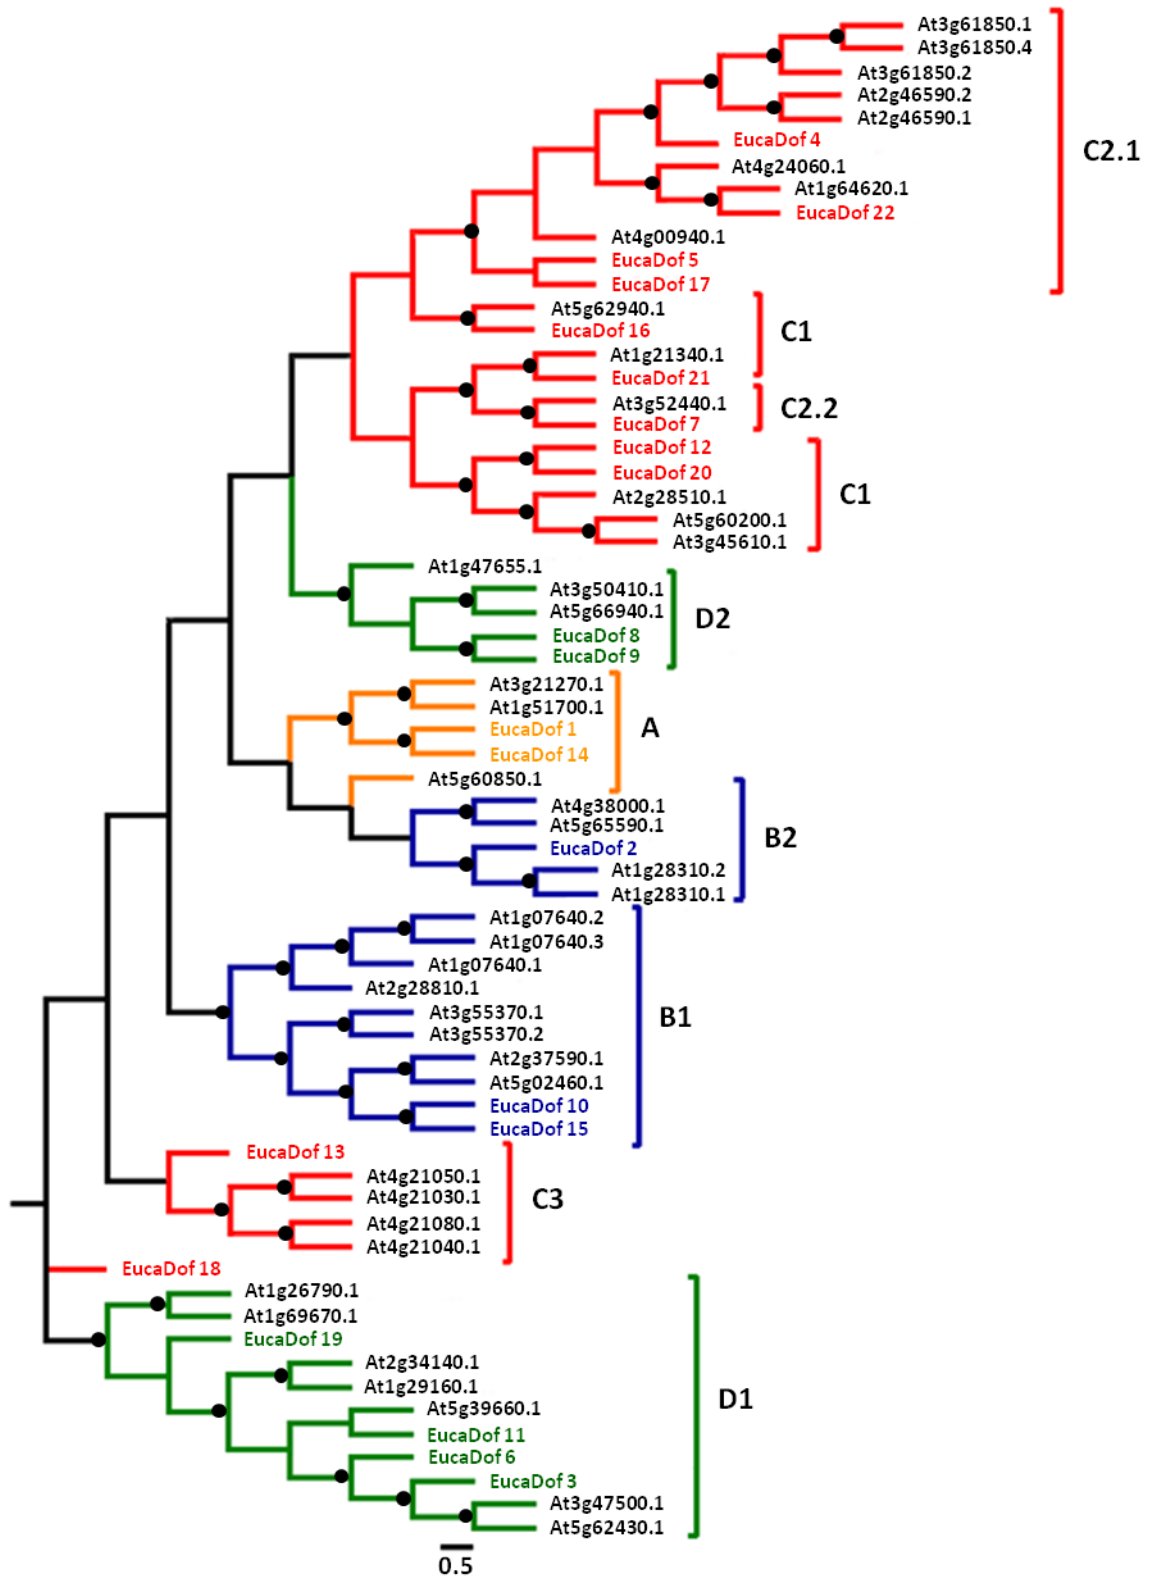 At3g61850.1
At3g61850.4
At3g61850.2
At2g46590.2
At2g46590.1
EucaDof 4
At4g24060.1
At1g64620.1
EucaDof 22
At4g00940.1
EucaDof 5
EucaDof 17
C2.1
At5g62940.1
EucaDof 16
At1g21340.1
EucaDof 21
C1
At3g52440.1
EucaDof 7
C2.2
EucaDof 12
EucaDof 20
At2g28510.1
At5g60200.1
At3g45610.1
C1
At1g47655.1
At3g50410.1
At5g66940.1
EucaDof 8
EucaDof 9
D2
At3g21270.1
At1g51700.1
EucaDof 1
EucaDof 14
At5g60850.1
A
At4g38000.1
At5g65590.1
EucaDof 2
At1g28310.2
At1g28310.1
B2
At1g07640.2
At1g07640.3
At1g07640.1
At2g28810.1
At3g55370.1
At3g55370.2
At2g37590.1
At5g02460.1
EucaDof 10
EucaDof 15
B1
EucaDof 13
At4g21050.1
At4g21030.1
At4g21080.1
At4g21040.1
C3
EucaDof 18
At1g26790.1
At1g69670.1
EucaDof 19
At2g34140.1
At1g29160.1
At5g39660.1
EucaDof 11
EucaDof 6
EucaDof 3
At3g47500.1
At5g62430.1
D1
0.5